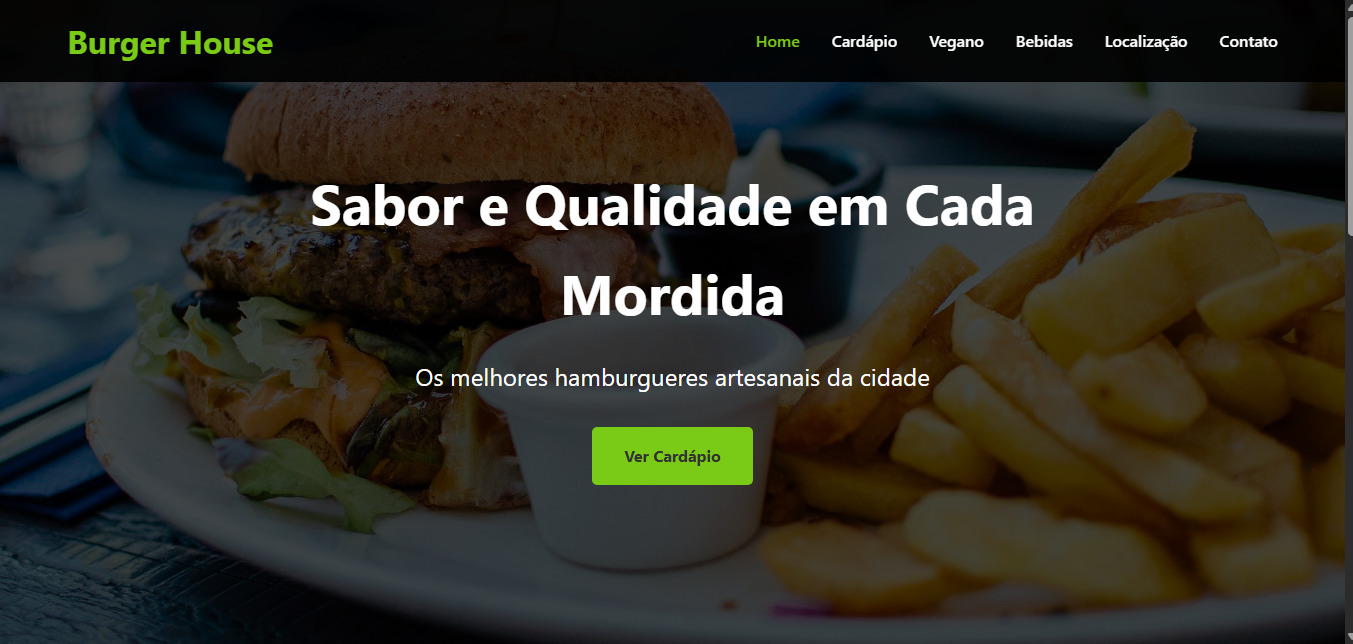 Burger House
Home Cardápio Vegano Bebidas Localização Contato
Sabor e Qualidade em Cada
Mordida
Os melhores hamburgueres artesanais da cidade
Ver Cardápio